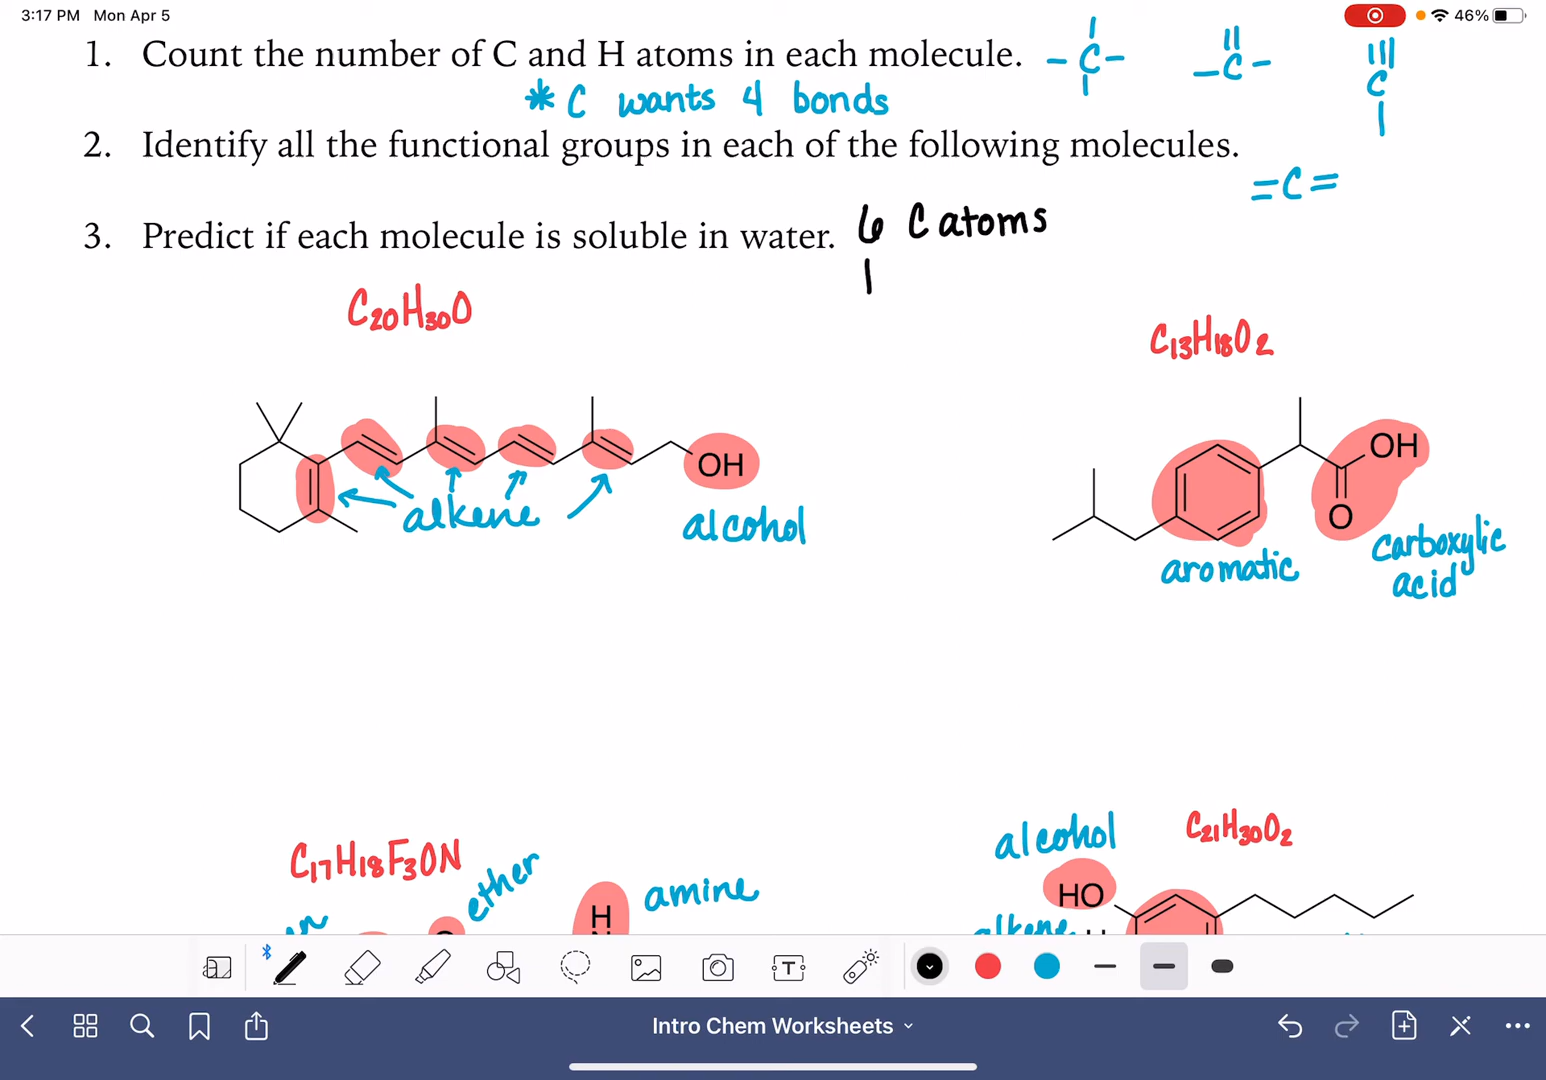 3:17 PM Mon Apr 5
46%
1. Count the number of C and H atoms in each molecule.
-C- -C- C
* C wants 4 bonds
2. Identify all the functional groups in each of the following molecules.
=C=
3. Predict if each molecule is soluble in water.
6 C atoms
1
C20H30O
C13H18O2
OH
alkene
alcohol
OH
O
aromatic
carboxylic
acid
C17H18F3ON
ether
H
amine
alcohol
C21H30O2
HO
alkene
T
Intro Chem Worksheets